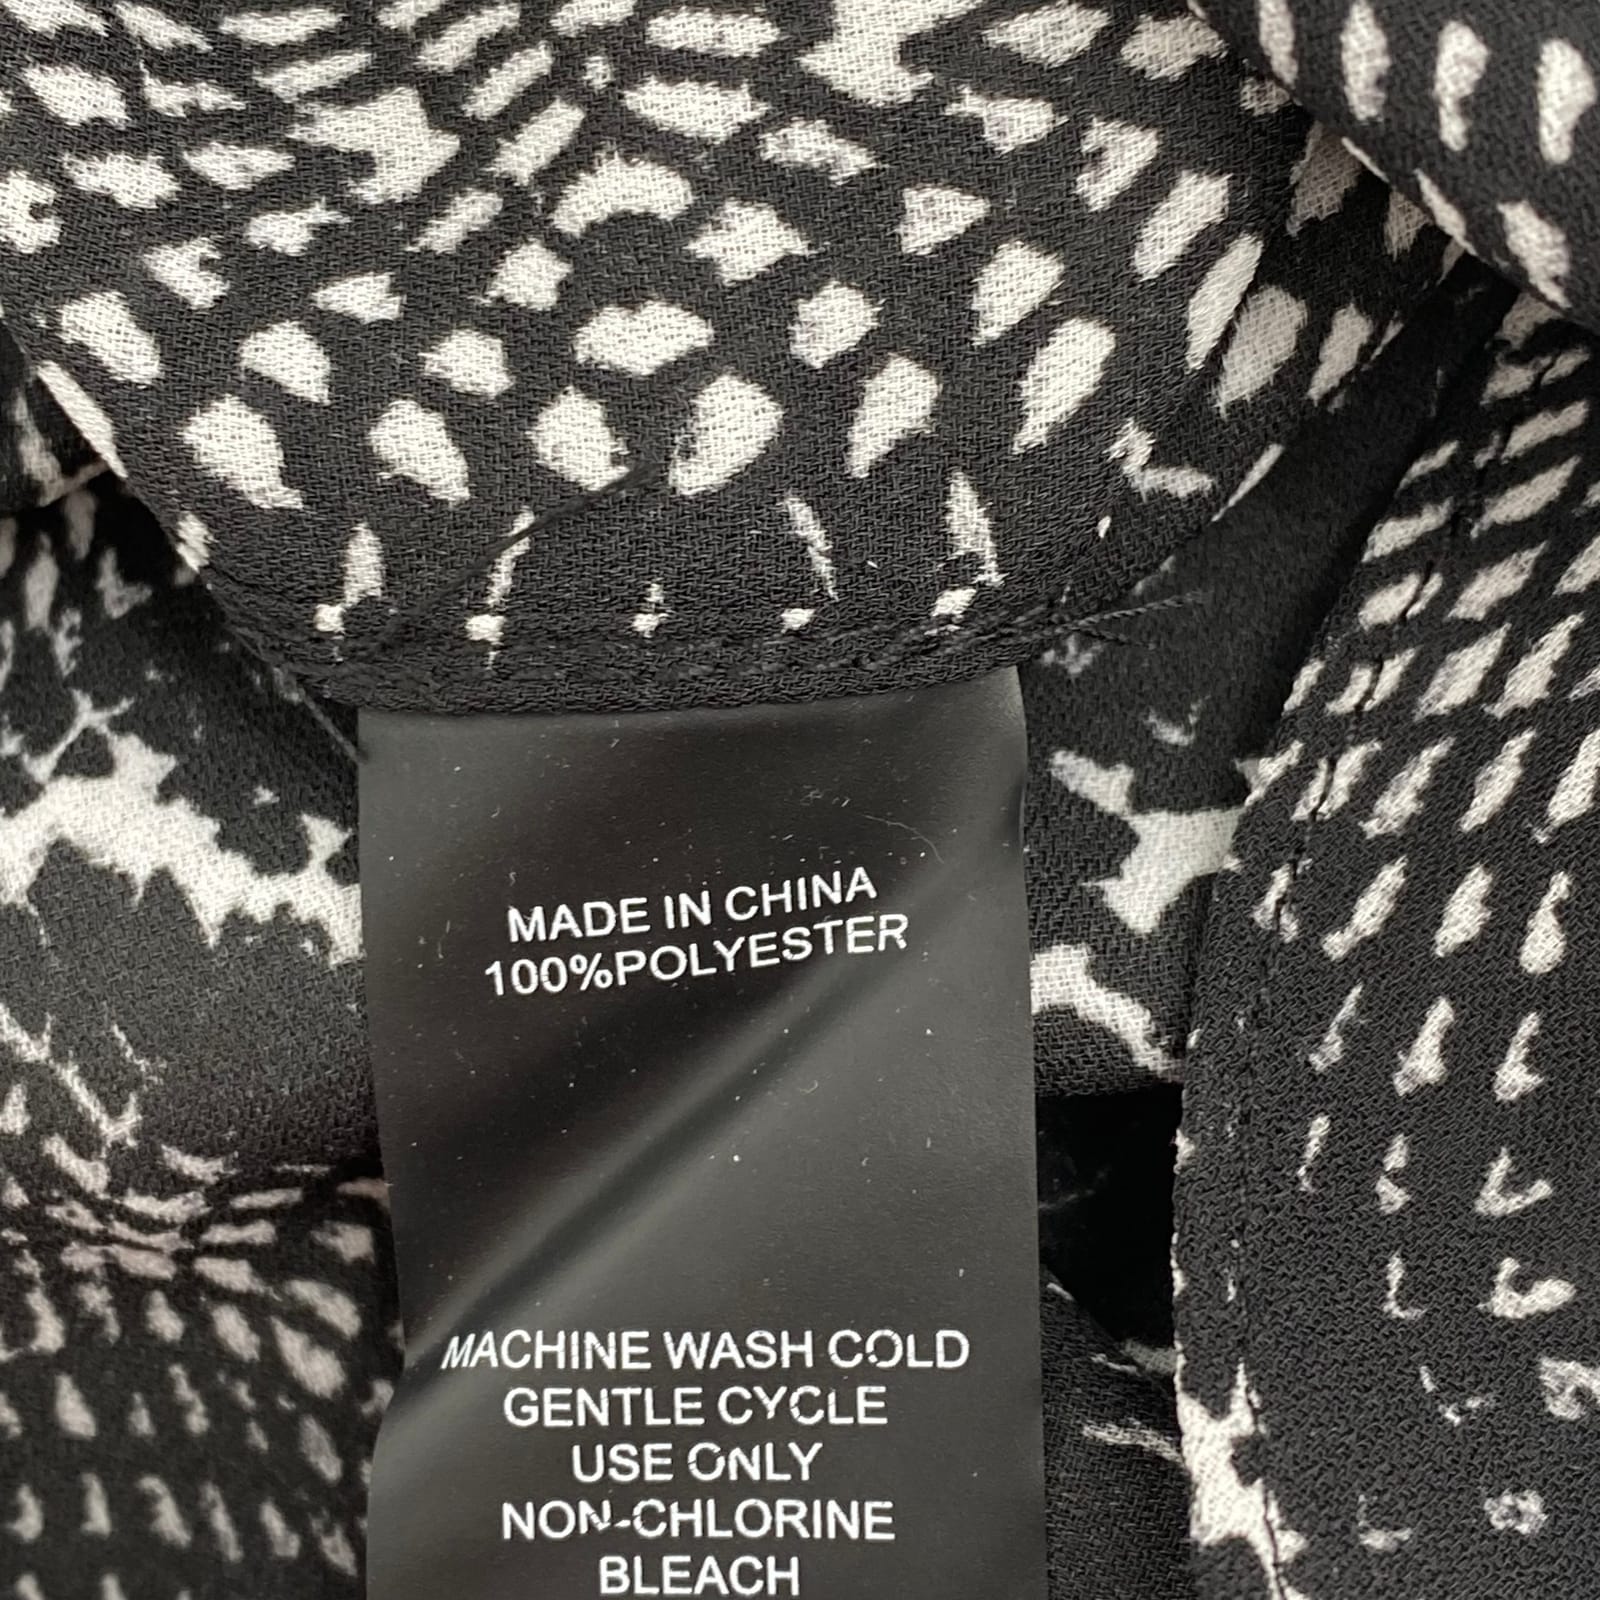 MADE IN CHINA
100%POLYESTER
MACHINE WASH COLD
GENTLE CYCLE
USE ONLY
NON-CHLORINE
BLEACH